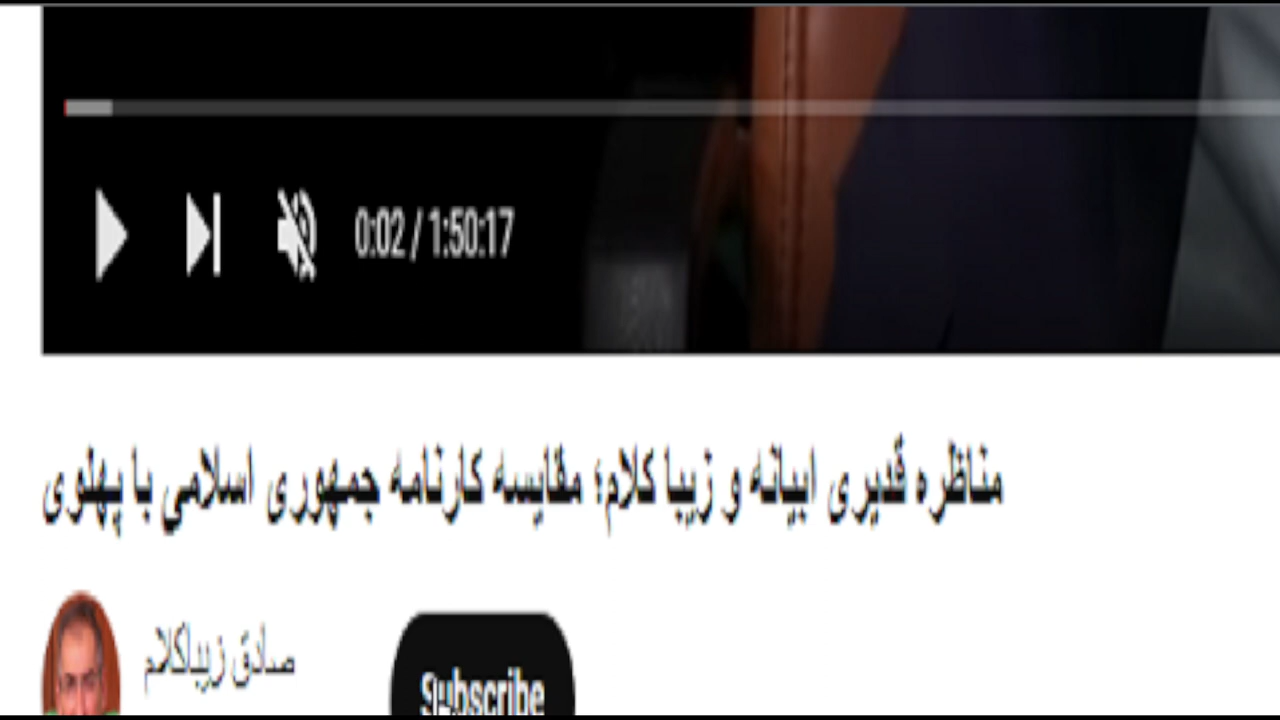 0:02 / 1:50:17
مناظره قدیری ابیانه و زیبا کلام؛ مقایسه کارنامه جمهوری اسلامی با پهلوی
صادق زیباکلام
Subscribe